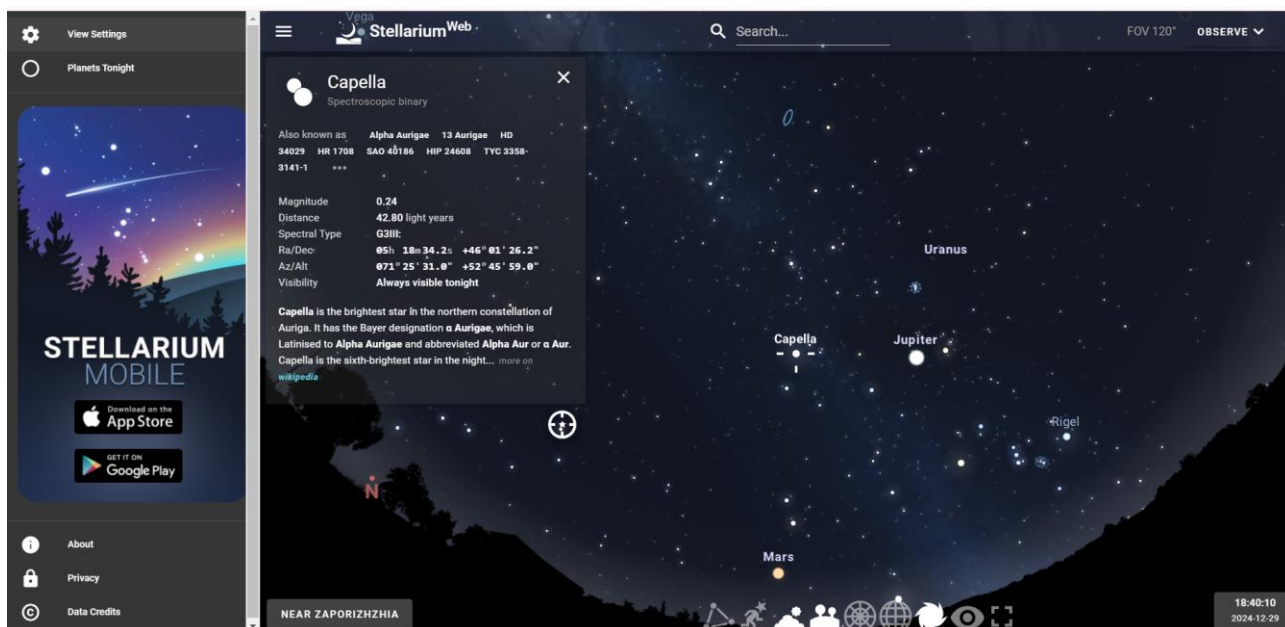 View Settings
Planets Tonight
STELLARIUM
MOBILE
Download on the
App Store
GET IT ON
Google Play
About
Privacy
Data Credits
Vega
StellariumWeb
Search...
FOV 120°
OBSERVE
Capella
Spectroscopic binary
Also known as Alpha Aurigae 13 Aurigae HD
34029 HR 1708 SAO 40186 HIP 24608 TYC 3358-
3141-1
Magnitude 0.24
Distance 42.80 light years
Spectral Type G3III:
Ra/Dec 05h 18m 34.2s +46° 01' 26.2"
Az/Alt 071° 25' 31.0" +52° 45' 59.0"
Visibility Always visible tonight
Capella is the brightest star in the northern constellation of
Auriga. It has the Bayer designation α Aurigae, which is
Latinised to Alpha Aurigae and abbreviated Alpha Aur or α Aur.
Capella is the sixth-brightest star in the night... more on
wikipedia
Uranus
Capella
Jupiter
Rigel
N
Mars
NEAR ZAPORIZHZHIA
18:40:10
2024-12-29